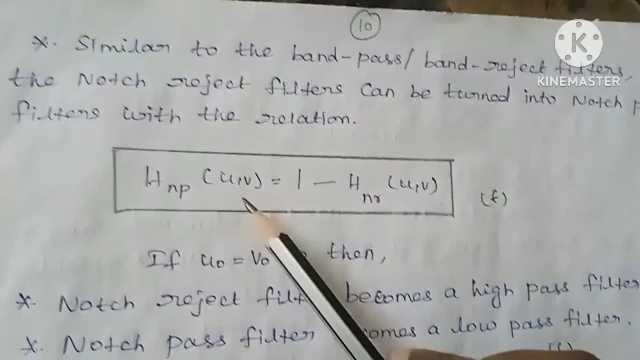 10
*. Similar to the band-pass/ band-reject filters,
the Notch reject filters can be turned into Notch
filters with the relation.
H np (u,v) = 1 - H nr (u,v)
(f)
If u0 = v0 then,
*. Notch reject filt becomes a high pass filter
*. Notch pass filter comes a low pass filter.
K
KINEMASTER